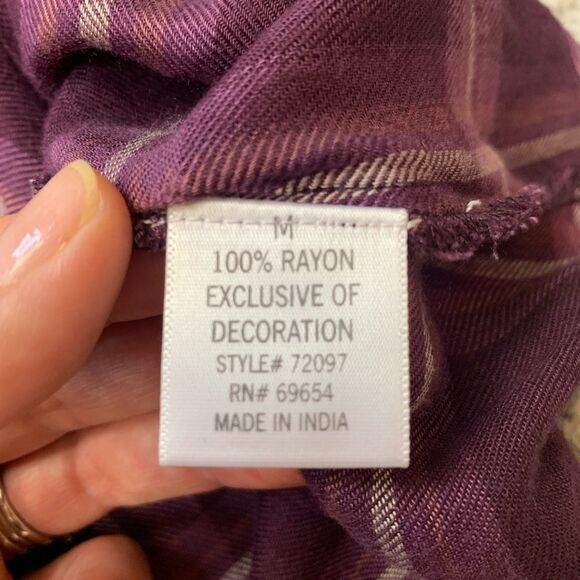 M
100% RAYON
EXCLUSIVE OF
DECORATION
STYLE# 72097
RN# 69654
MADE IN INDIA